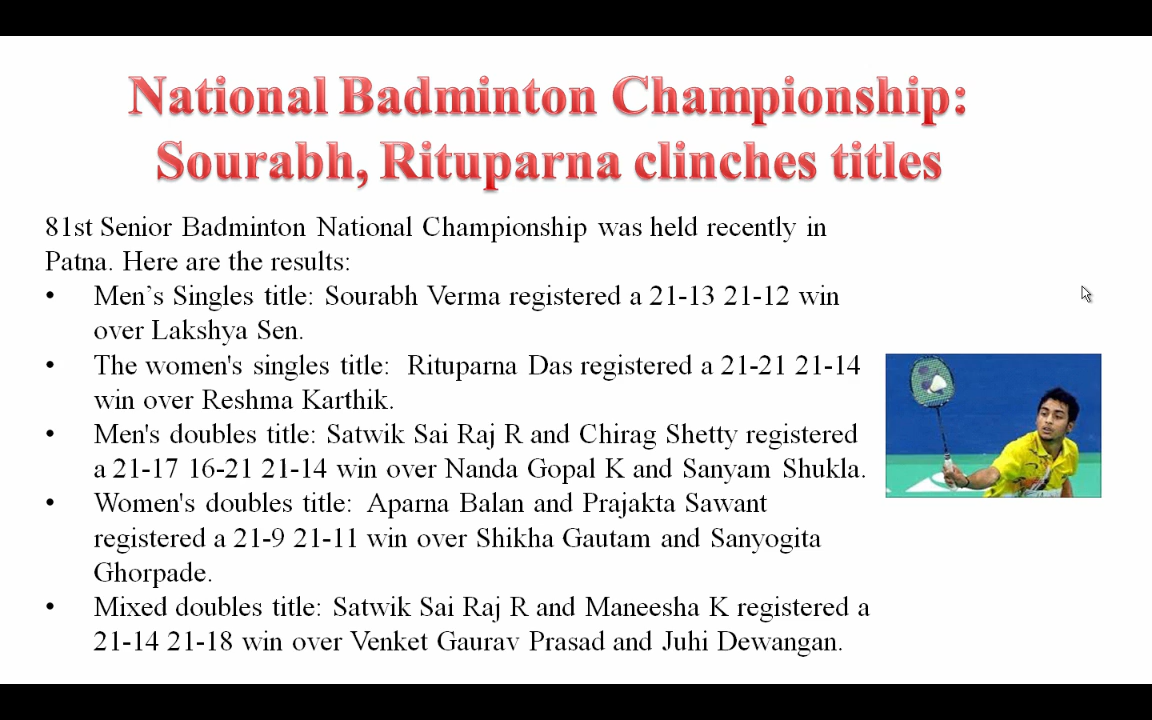 National Badminton Championship:
Sourabh, Rituparna clinches titles
81st Senior Badminton National Championship was held recently in
Patna. Here are the results:
• Men’s Singles title: Sourabh Verma registered a 21-13 21-12 win
over Lakshya Sen.
• The women's singles title: Rituparna Das registered a 21-21 21-14
win over Reshma Karthik.
• Men's doubles title: Satwik Sai Raj R and Chirag Shetty registered
a 21-17 16-21 21-14 win over Nanda Gopal K and Sanyam Shukla.
• Women's doubles title: Aparna Balan and Prajakta Sawant
registered a 21-9 21-11 win over Shikha Gautam and Sanyogita
Ghorpade.
• Mixed doubles title: Satwik Sai Raj R and Maneesha K registered a
21-14 21-18 win over Venket Gaurav Prasad and Juhi Dewangan.